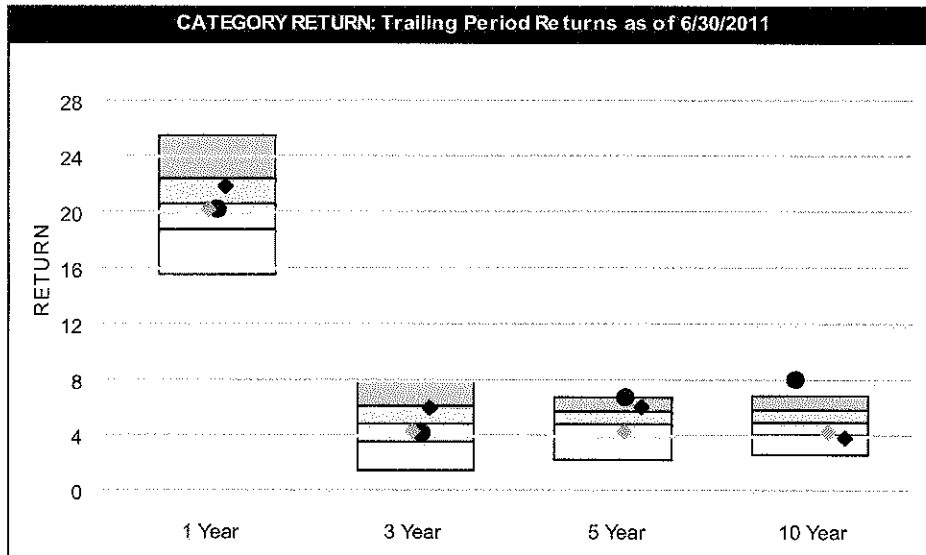 CATEGORY RETURN: Trailing Period Returns as of 6/30/2011
RETURN
28
24
20
16
12
8
4
0
1 Year
3 Year
5 Year
10 Year